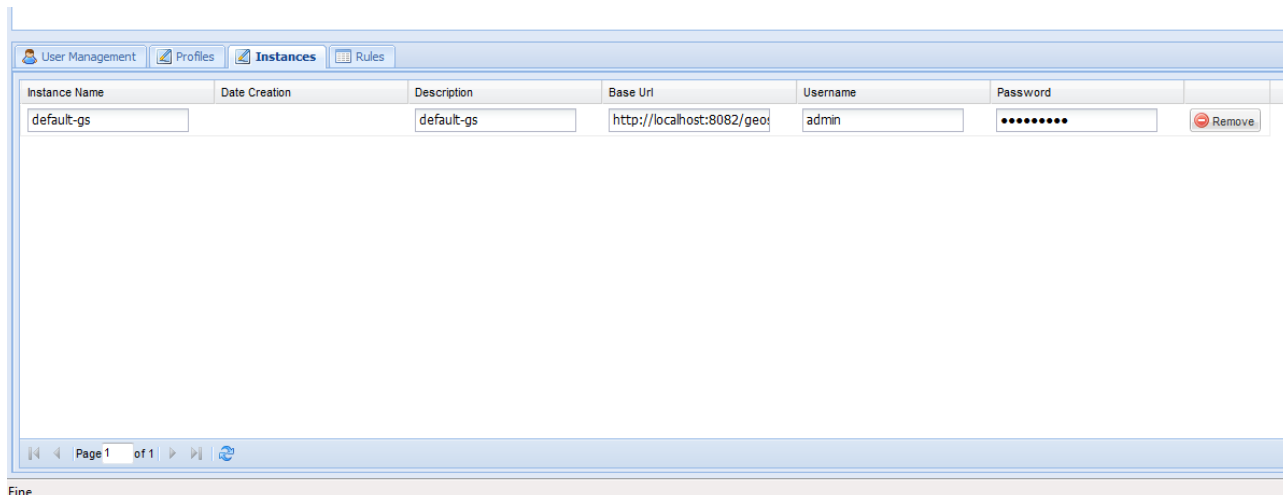 User Management Profiles Instances Rules
Instance Name Date Creation Description Base Url Username Password
default-gs default-gs http://localhost:8082/geos admin ●●●●●●●●● Remove
Page 1 of 1
Fine